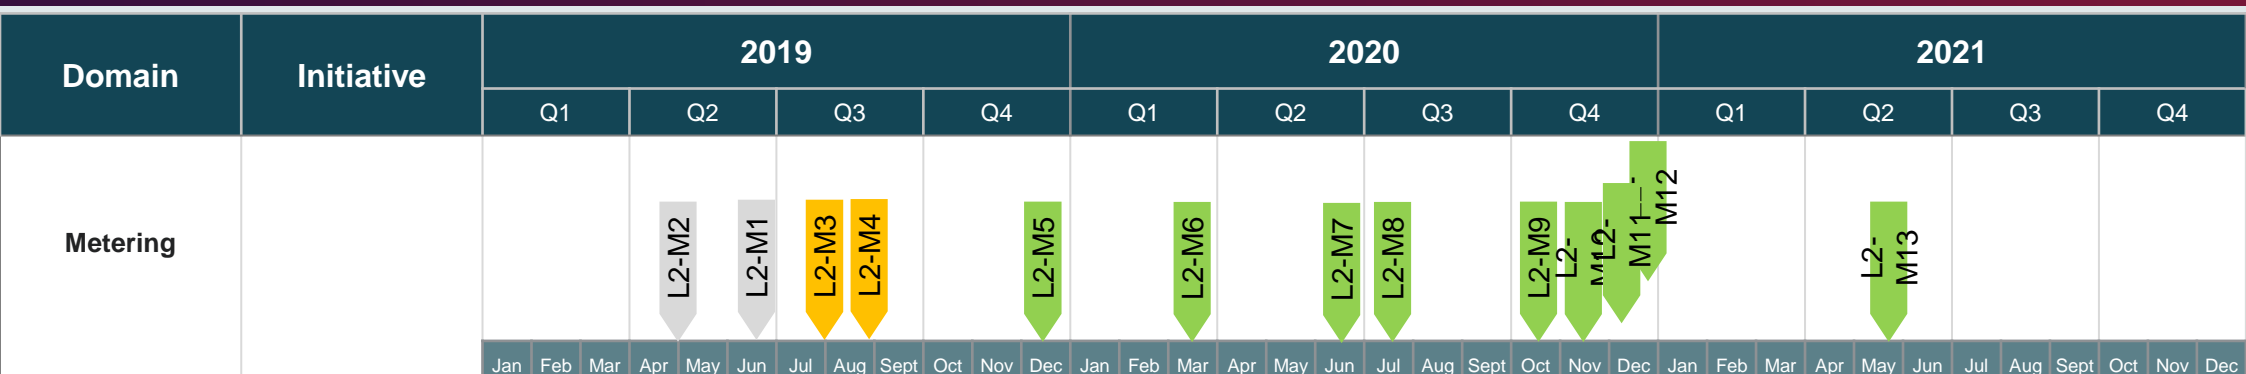 Domain
Initiative
2019
2020
2021
Q1 Q2 Q3 Q4 Q1 Q2 Q3 Q4 Q1 Q2 Q3 Q4
Metering
L2-M2
L2-M1
L2-M3
L2-M4
L2-M5
L2-M6
L2-M7
L2-M8
L2-M9
L2-
L2-
M11
M12
L2-
M13
Jan Feb Mar Apr May Jun Jul Aug Sept Oct Nov Dec Jan Feb Mar Apr May Jun Jul Aug Sept Oct Nov Dec Jan Feb Mar Apr May Jun Jul Aug Sept Oct Nov Dec